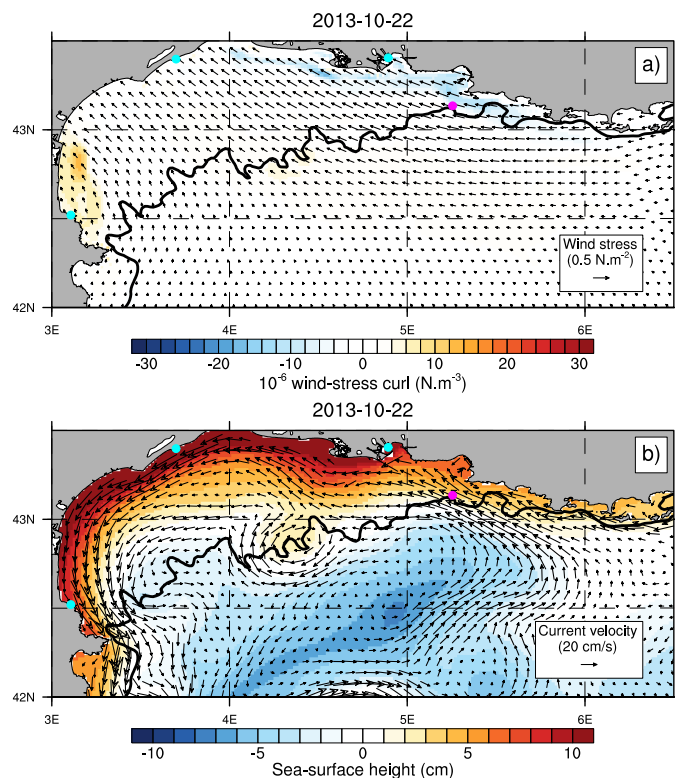 2013-10-22
a)
43N
Wind stress
(0.5 N.m-2)
42N
3E 4E 5E 6E
-30 -20 -10 0 10 20 30
10-6 wind-stress curl (N.m-3)
2013-10-22
b)
43N
Current velocity
(20 cm/s)
42N
3E 4E 5E 6E
-10 -5 0 5 10
Sea-surface height (cm)